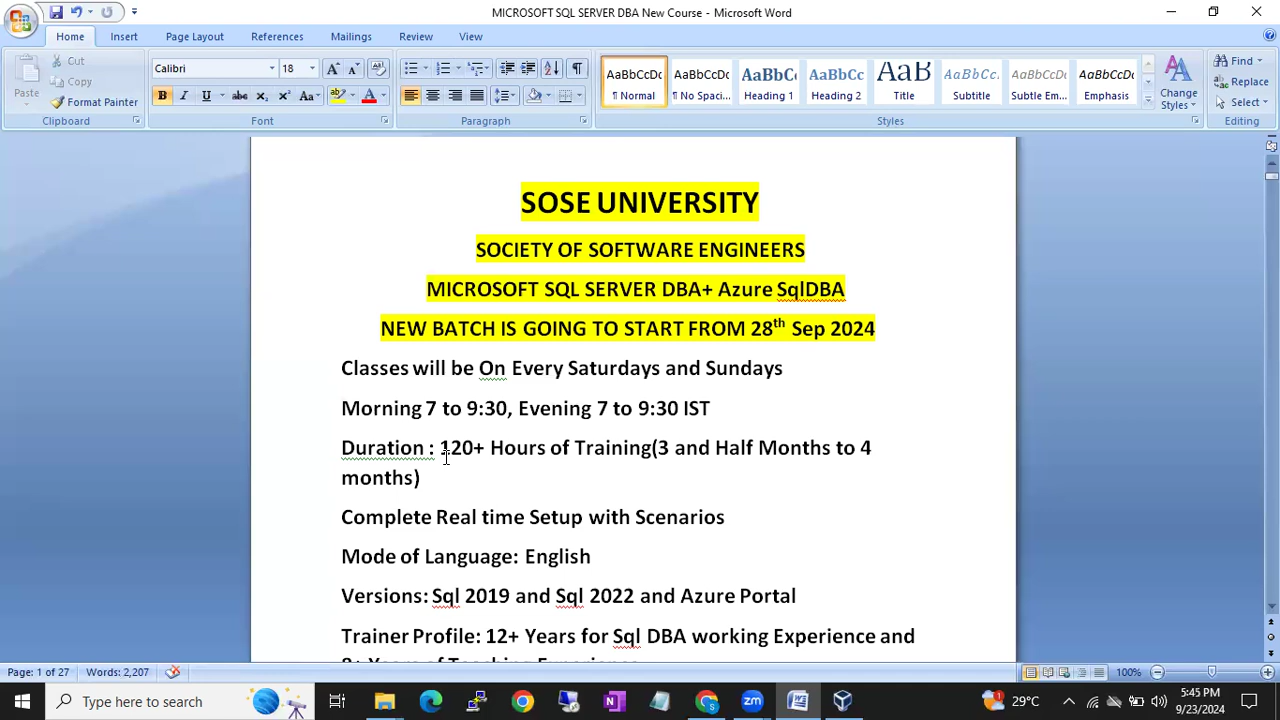 MICROSOFT SQL SERVER DBA New Course - Microsoft Word
Home Insert Page Layout References Mailings Review View
Paste
Cut
Copy
Format Painter
Clipboard
Calibri 18
Font
Paragraph
AaBbCcDc AaBbCcDc AaBbCc AaBbCc AaB AaBbCc. AaBbCcDc AaBbCcDc
¶ Normal ¶ No Spaci... Heading 1 Heading 2 Title Subtitle Subtle Em... Emphasis
Change Styles
Styles
Find
Replace
Select
Editing
SOSE UNIVERSITY
SOCIETY OF SOFTWARE ENGINEERS
MICROSOFT SQL SERVER DBA+ Azure SqlDBA
NEW BATCH IS GOING TO START FROM 28th Sep 2024
Classes will be On Every Saturdays and Sundays
Morning 7 to 9:30, Evening 7 to 9:30 IST
Duration : 120+ Hours of Training(3 and Half Months to 4
months)
Complete Real time Setup with Scenarios
Mode of Language: English
Versions: Sql 2019 and Sql 2022 and Azure Portal
Trainer Profile: 12+ Years for Sql DBA working Experience and
Page: 1 of 27 Words: 2,207 100%
Type here to search
29°C
5:45 PM
9/23/2024